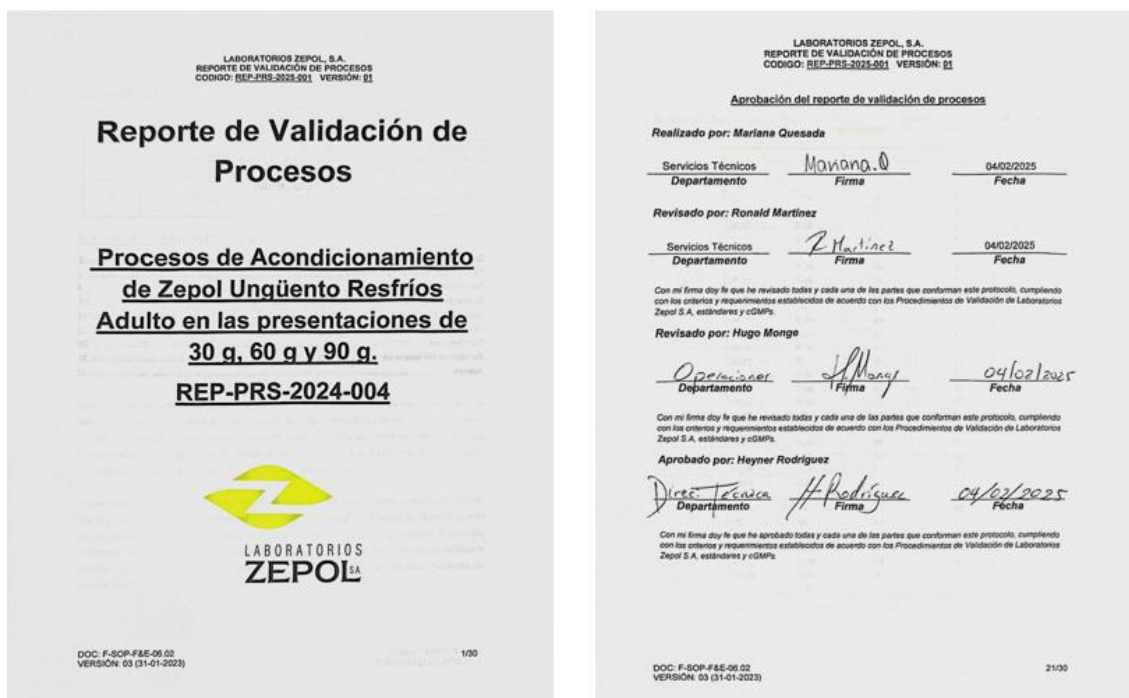 LABORATORIOS ZEPOL, S.A.
REPORTE DE VALIDACIÓN DE PROCESOS
CODIGO: REP-PRS-2025-001 VERSIÓN: 01
Reporte de Validación de
Procesos
Procesos de Acondicionamiento
de Zepol Ungüento Resfríos
Adulto en las presentaciones de
30 g, 60 g y 90 g.
REP-PRS-2024-004
LABORATORIOS
ZEPOL SA
DOC: F-SOP-F&E-06.02
VERSIÓN: 03 (31-01-2023)
1/30
LABORATORIOS ZEPOL, S.A.
REPORTE DE VALIDACIÓN DE PROCESOS
CODIGO: REP-PRS-2025-001 VERSIÓN: 01
Aprobación del reporte de validación de procesos
Realizado por: Mariana Quesada
Servicios Técnicos Mariana.Q 04/02/2025
Departamento Firma Fecha
Revisado por: Ronald Martinez
Servicios Técnicos R Martinez 04/02/2025
Departamento Firma Fecha
Con mi firma doy fe que he revisado todas y cada una de las partes que conforman este protocolo, cumpliendo
con los criterios y requerimientos establecidos de acuerdo con los Procedimientos de Validación de Laboratorios
Zepol S.A, estándares y cGMPs.
Revisado por: Hugo Monge
Operaciones H.Monge 04/02/2025
Departamento Firma Fecha
Con mi firma doy fe que he revisado todas y cada una de las partes que conforman este protocolo, cumpliendo
con los criterios y requerimientos establecidos de acuerdo con los Procedimientos de Validación de Laboratorios
Zepol S.A, estándares y cGMPs.
Aprobado por: Heyner Rodríguez
Direc. Técnica H Rodríguez 04/02/2025
Departamento Firma Fecha
Con mi firma doy fe que he aprobado todas y cada una de las partes que conforman este protocolo, cumpliendo
con los criterios y requerimientos establecidos de acuerdo con los Procedimientos de Validación de Laboratorios
Zepol S.A, estándares y cGMPs.
DOC: F-SOP-F&E-06.02
VERSIÓN: 03 (31-01-2023)
21/30